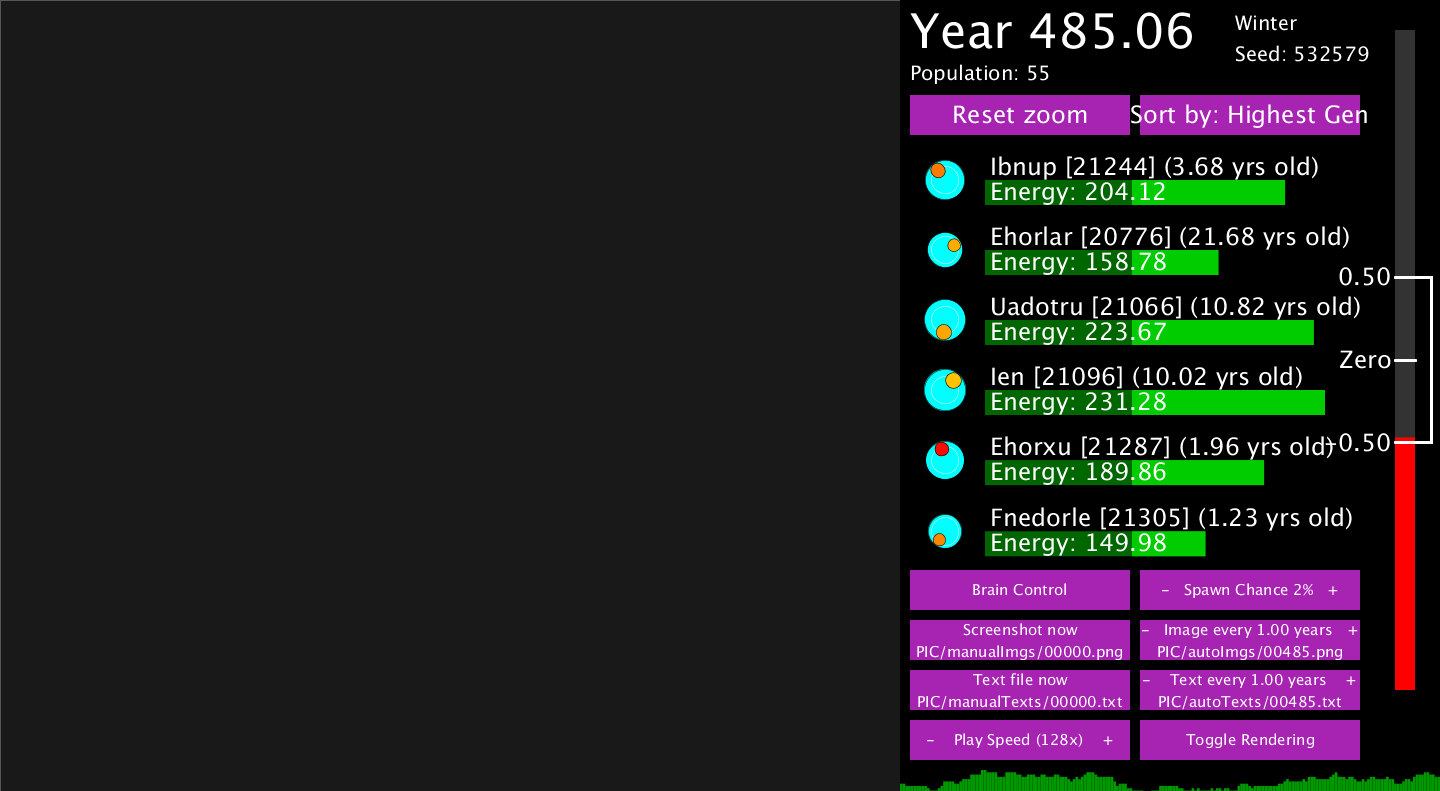 Year 485.06
Winter
Seed: 532579
Population: 55
Reset zoom
Sort by: Highest Gen
Ibnup [21244] (3.68 yrs old)
Energy: 204.12
Ehorlar [20776] (21.68 yrs old)
Energy: 158.78
0.50
Uadotru [21066] (10.82 yrs old)
Energy: 223.67
Zero
Ien [21096] (10.02 yrs old)
Energy: 231.28
Ehorxu [21287] (1.96 yrs old)
-0.50
Energy: 189.86
Fnedorle [21305] (1.23 yrs old)
Energy: 149.98
Brain Control
- Spawn Chance 2% +
Screenshot now
PIC/manualImgs/00000.png
- Image every 1.00 years +
PIC/autoImgs/00485.png
Text file now
PIC/manualTexts/00000.txt
- Text every 1.00 years +
PIC/autoTexts/00485.txt
- Play Speed (128x) +
Toggle Rendering